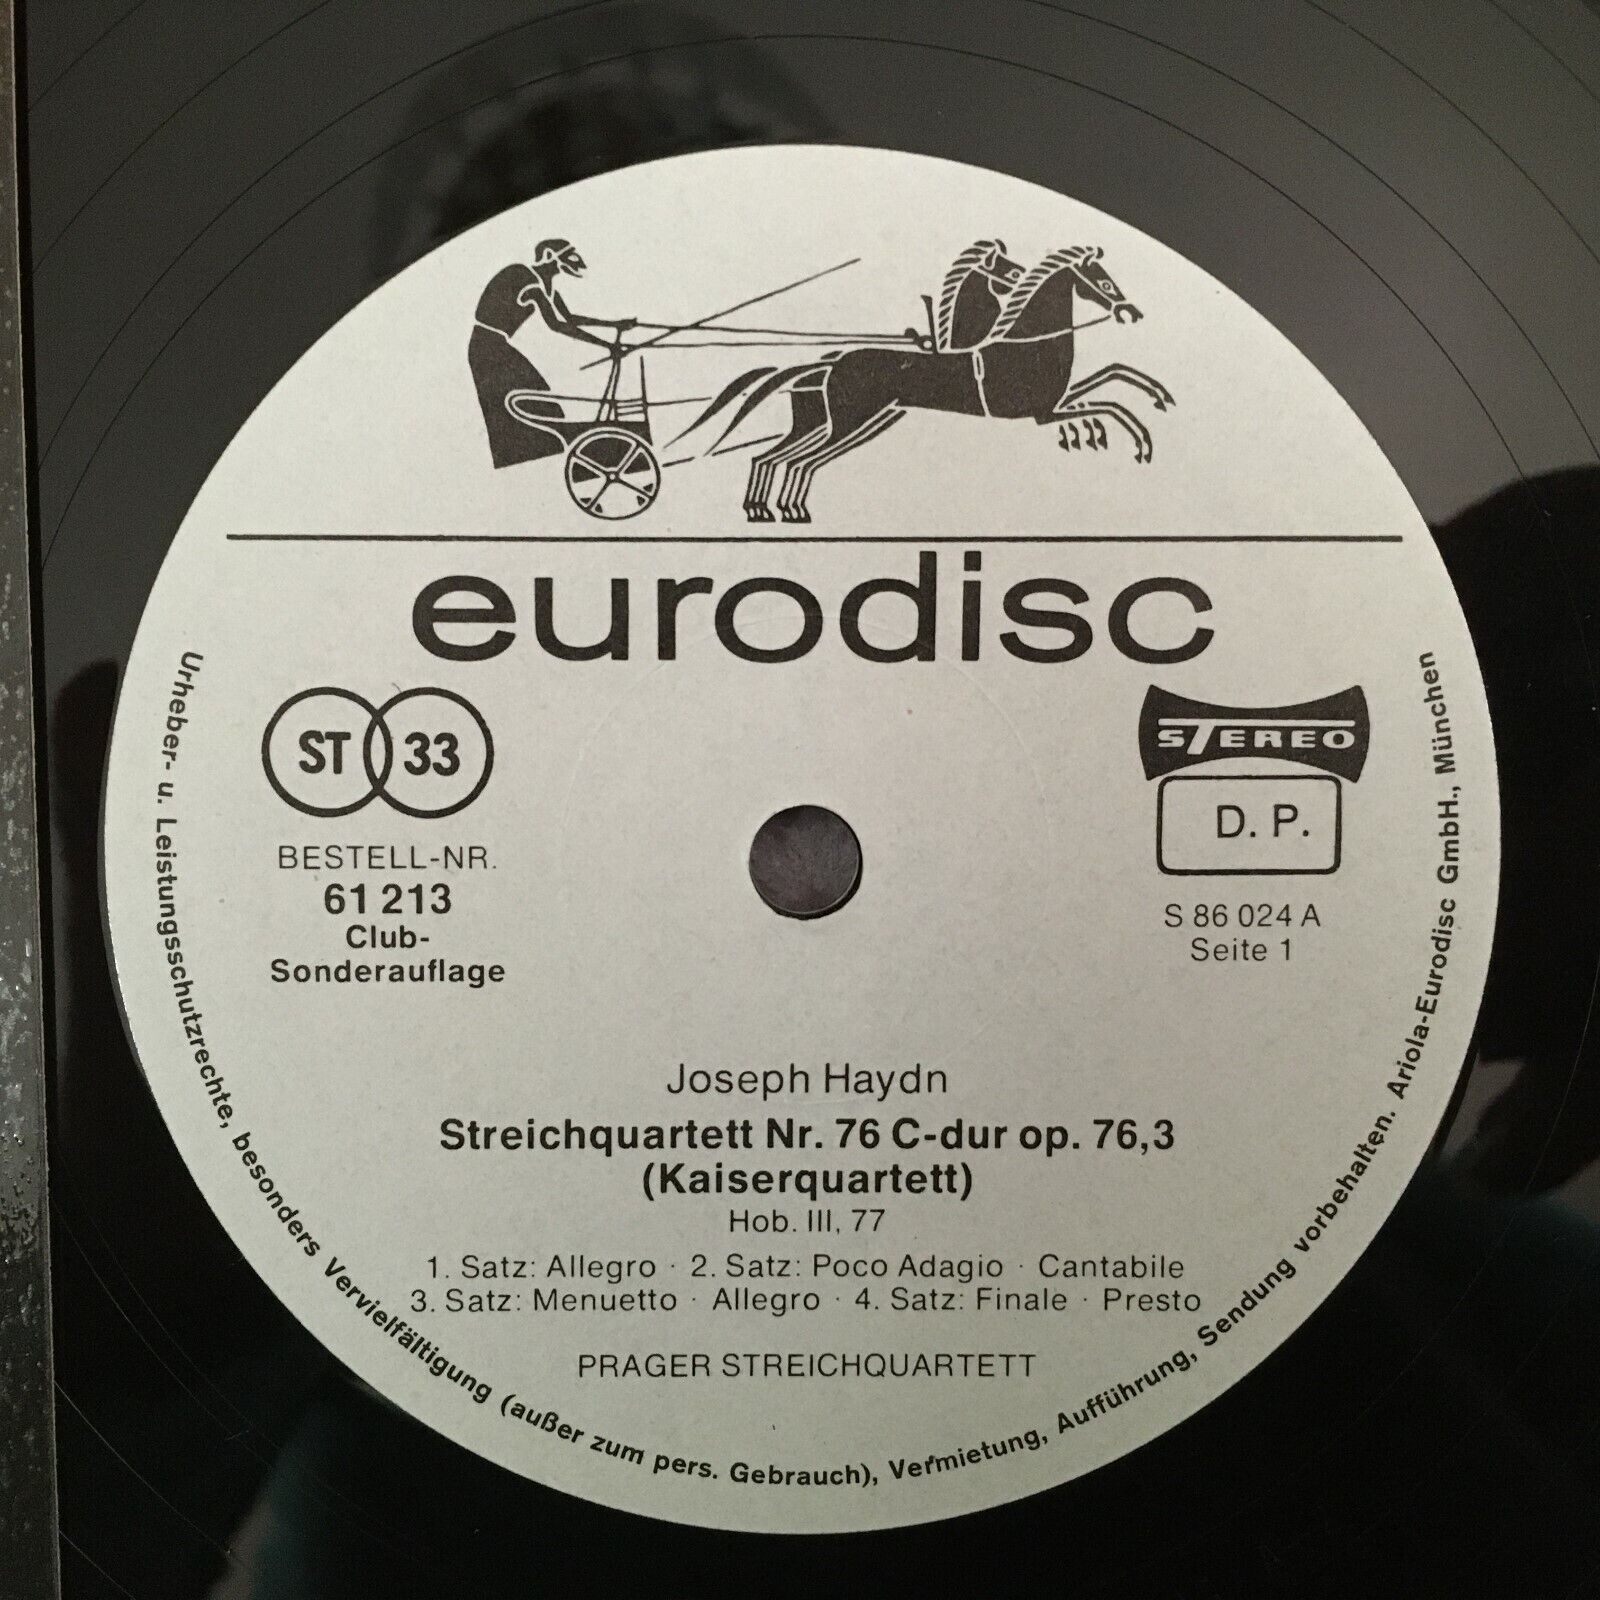 eurodisc
ST 33
BESTELL-NR.
61 213
Club-
Sonderauflage
STEREO
D. P.
S 86 024 A
Seite 1
Joseph Haydn
Streichquartett Nr. 76 C-dur op. 76,3
(Kaiserquartett)
Hob. III, 77
1. Satz: Allegro · 2. Satz: Poco Adagio · Cantabile
3. Satz: Menuetto · Allegro · 4. Satz: Finale · Presto
PRAGER STREICHQUARTETT
Urheber- u. Leistungsschutzrechte, besonders Vervielfältigung (außer zum pers. Gebrauch), Vermietung, Aufführung, Sendung vorbehalten. Ariola-Eurodisc GmbH., München